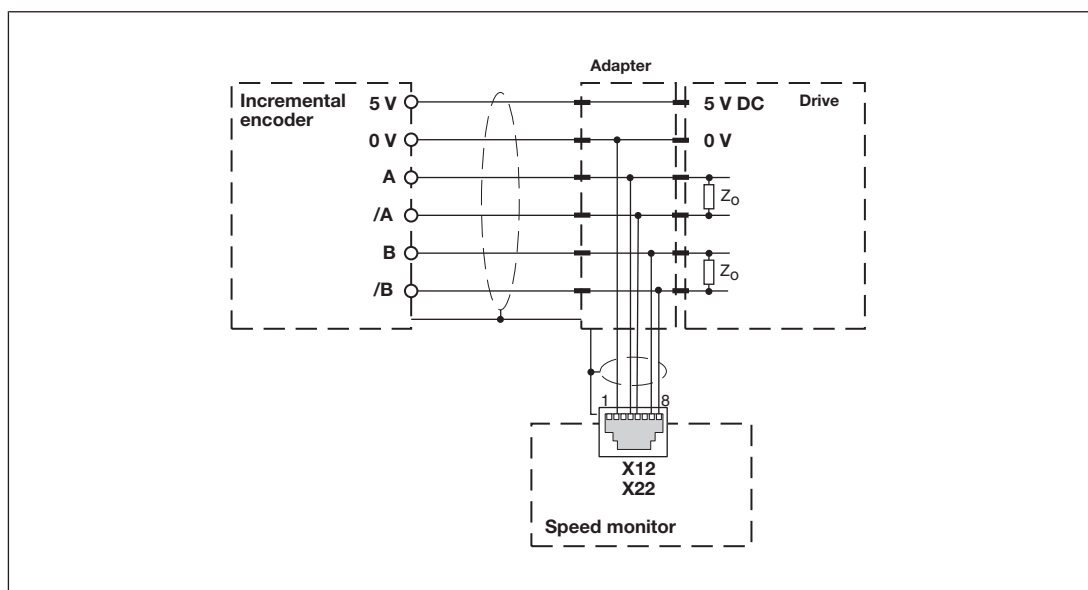 Adapter
Incremental
encoder
5 V
5 V DC
Drive
0 V
0 V
A
Zo
/A
B
Zo
/B
1
8
X12
X22
Speed monitor